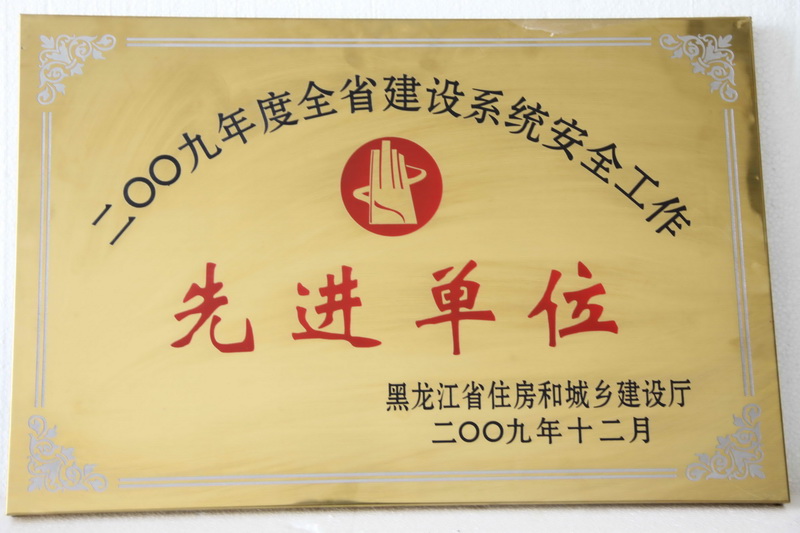 二〇〇九年度全省建设系统安全工作
先进单位
黑龙江省住房和城乡建设厅
二〇〇九年十二月